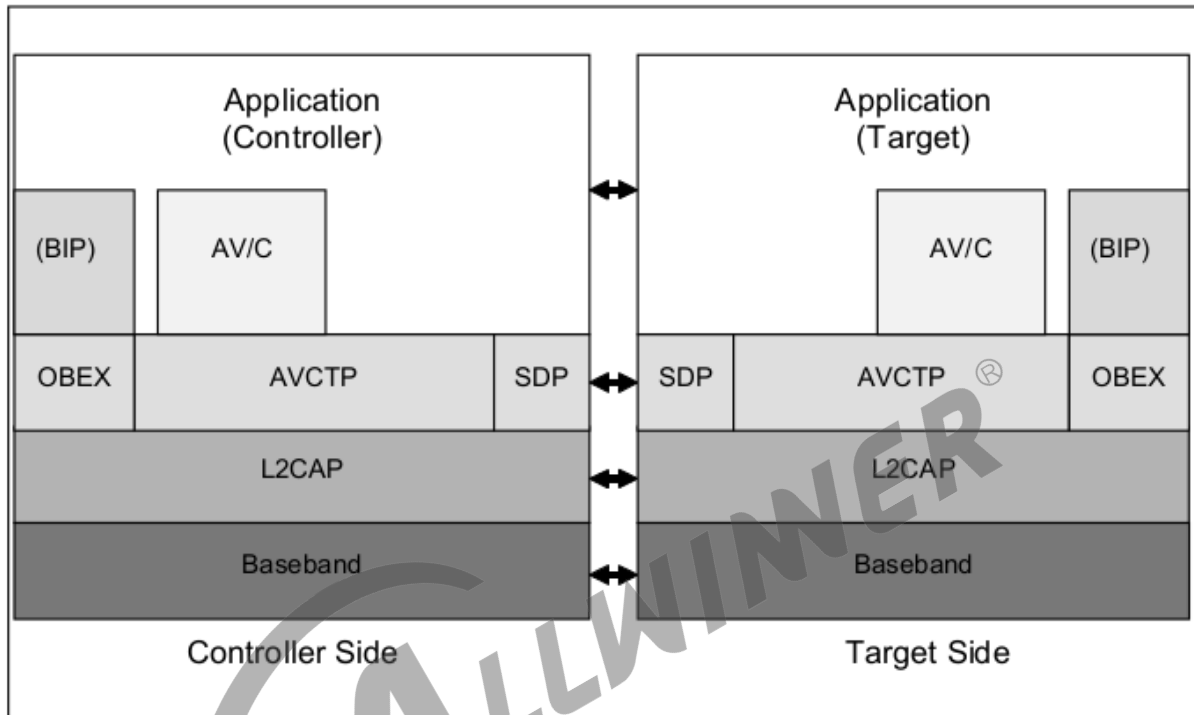 Application
(Controller)
Application
(Target)
(BIP)
AV/C
AV/C
(BIP)
OBEX
AVCTP
SDP
SDP
AVCTP
OBEX
L2CAP
L2CAP
Baseband
Baseband
Controller Side
Target Side
ALLWINNER®